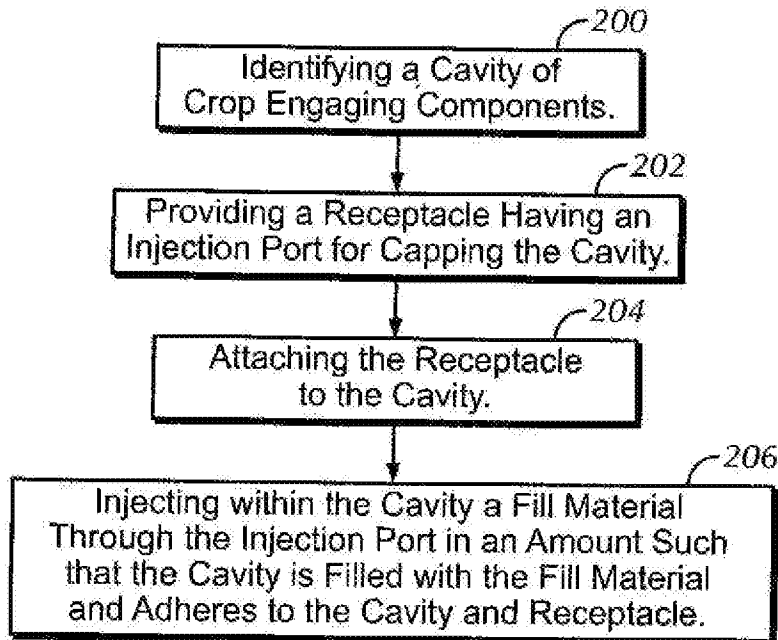 200
Identifying a Cavity of
Crop Engaging Components.
202
Providing a Receptacle Having an
Injection Port for Capping the Cavity.
204
Attaching the Receptacle
to the Cavity.
206
Injecting within the Cavity a Fill Material
Through the Injection Port in an Amount Such
that the Cavity is Filled with the Fill Material
and Adheres to the Cavity and Receptacle.